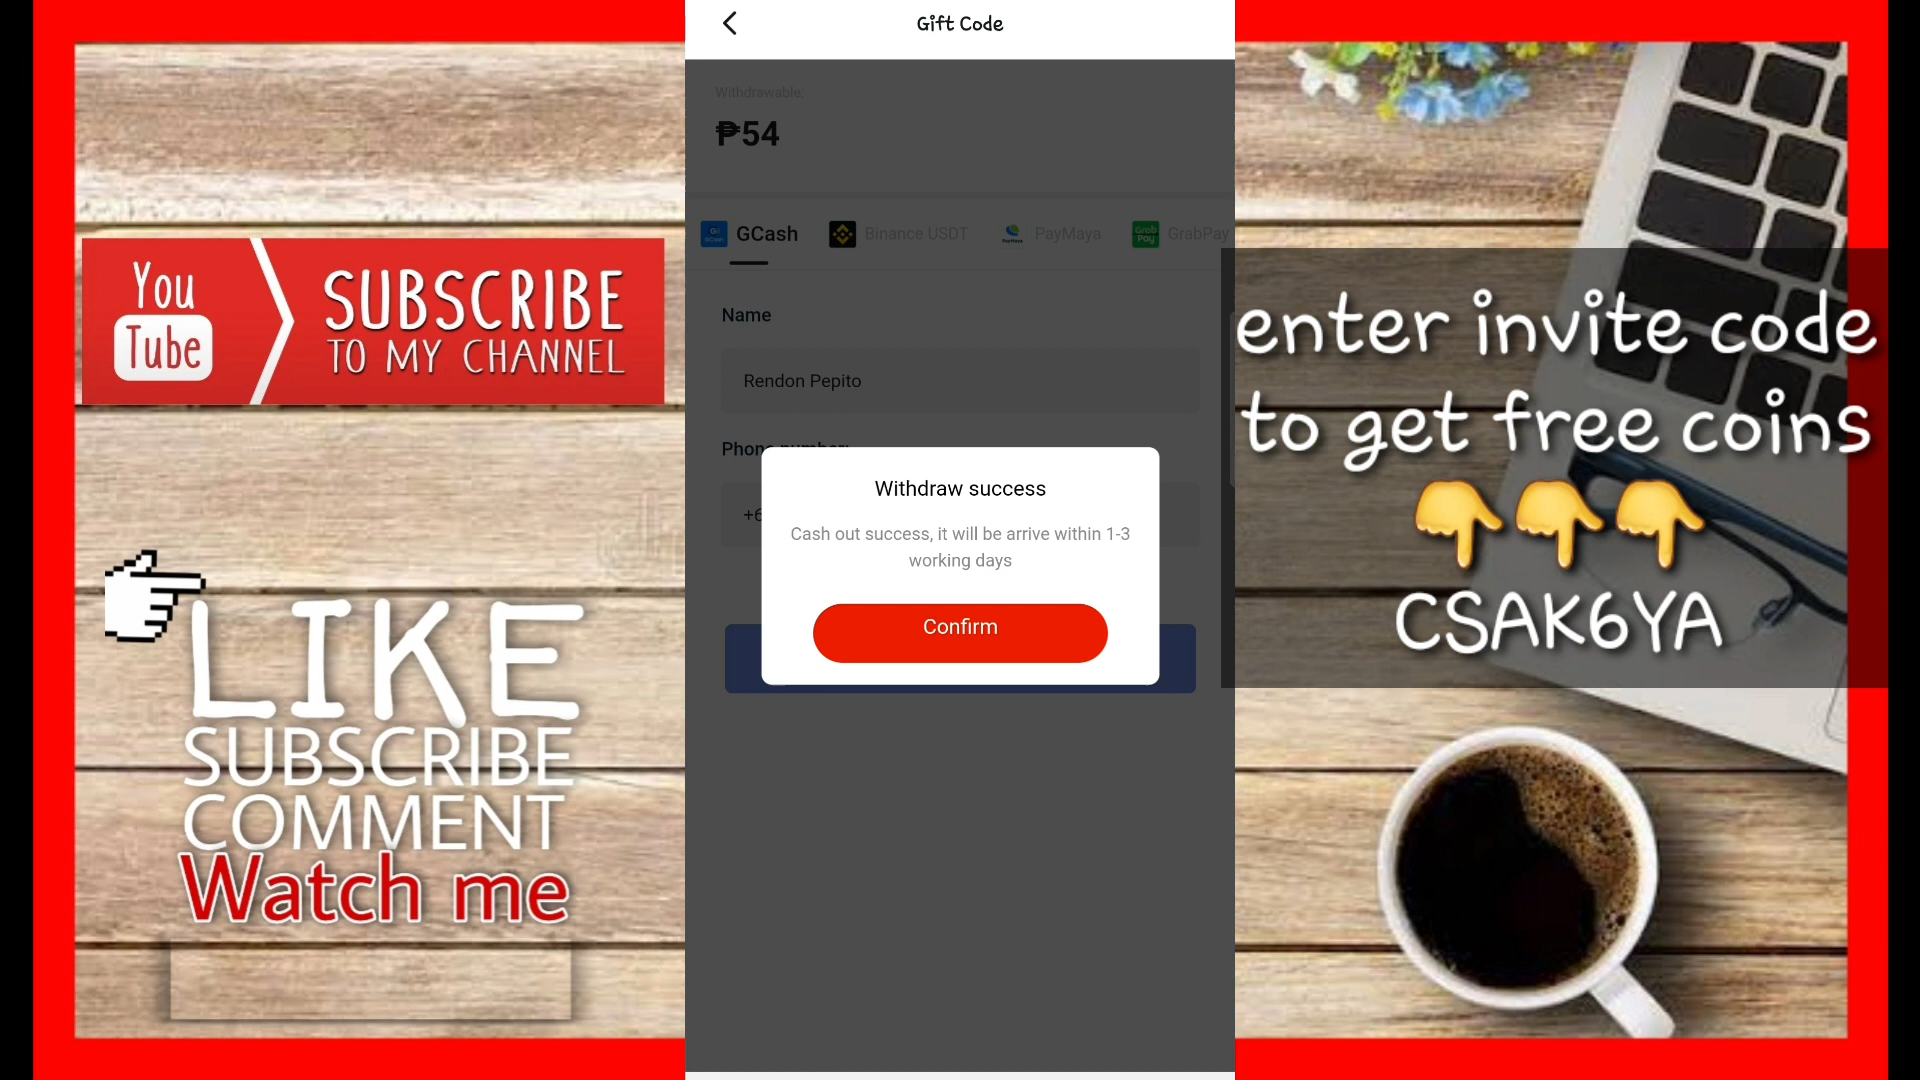 Gift Code
Withdrawable:
₱54
GCash
Binance USDT
PayMaya
GrabPay
Name
Rendon Pepito
Withdraw success
Cash out success, it will be arrive within 1-3
working days
Confirm
You
Tube
SUBSCRIBE
TO MY CHANNEL
LIKE
SUBSCRIBE
COMMENT
Watch me
enter invite code
to get free coins
👇👇👇
CSAK6YA